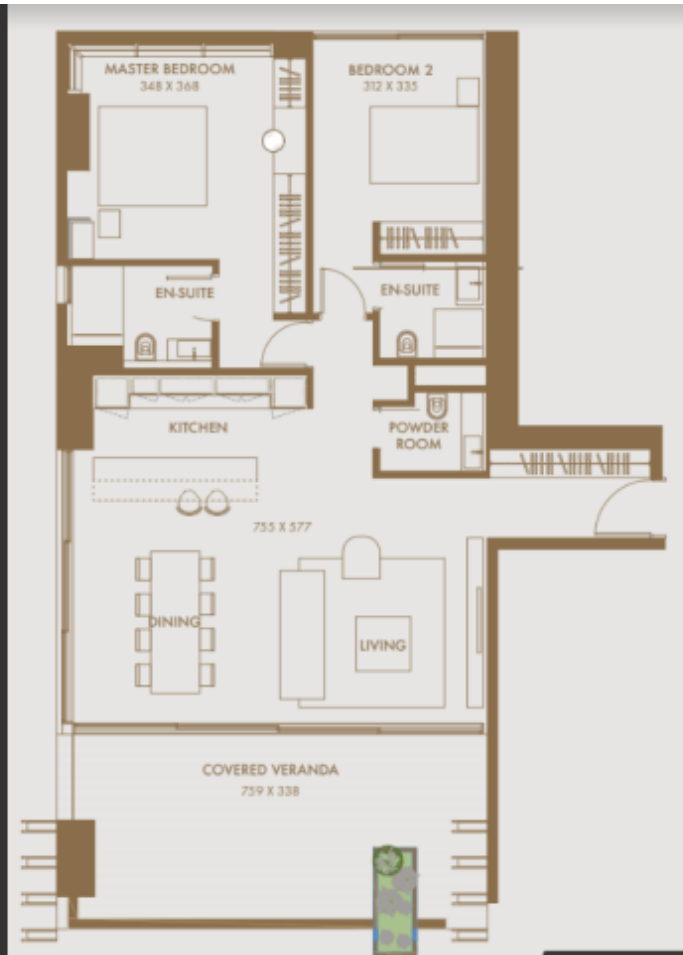 MASTER BEDROOM
348 X 368
BEDROOM 2
312 X 335
EN-SUITE
EN-SUITE
KITCHEN
POWDER
ROOM
755 X 577
DINING
LIVING
COVERED VERANDA
759 X 338